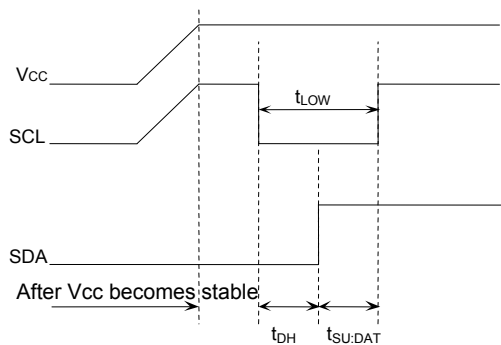 VCC
tLOW
SCL
SDA
After Vcc becomes stable
tDH
tSU:DAT